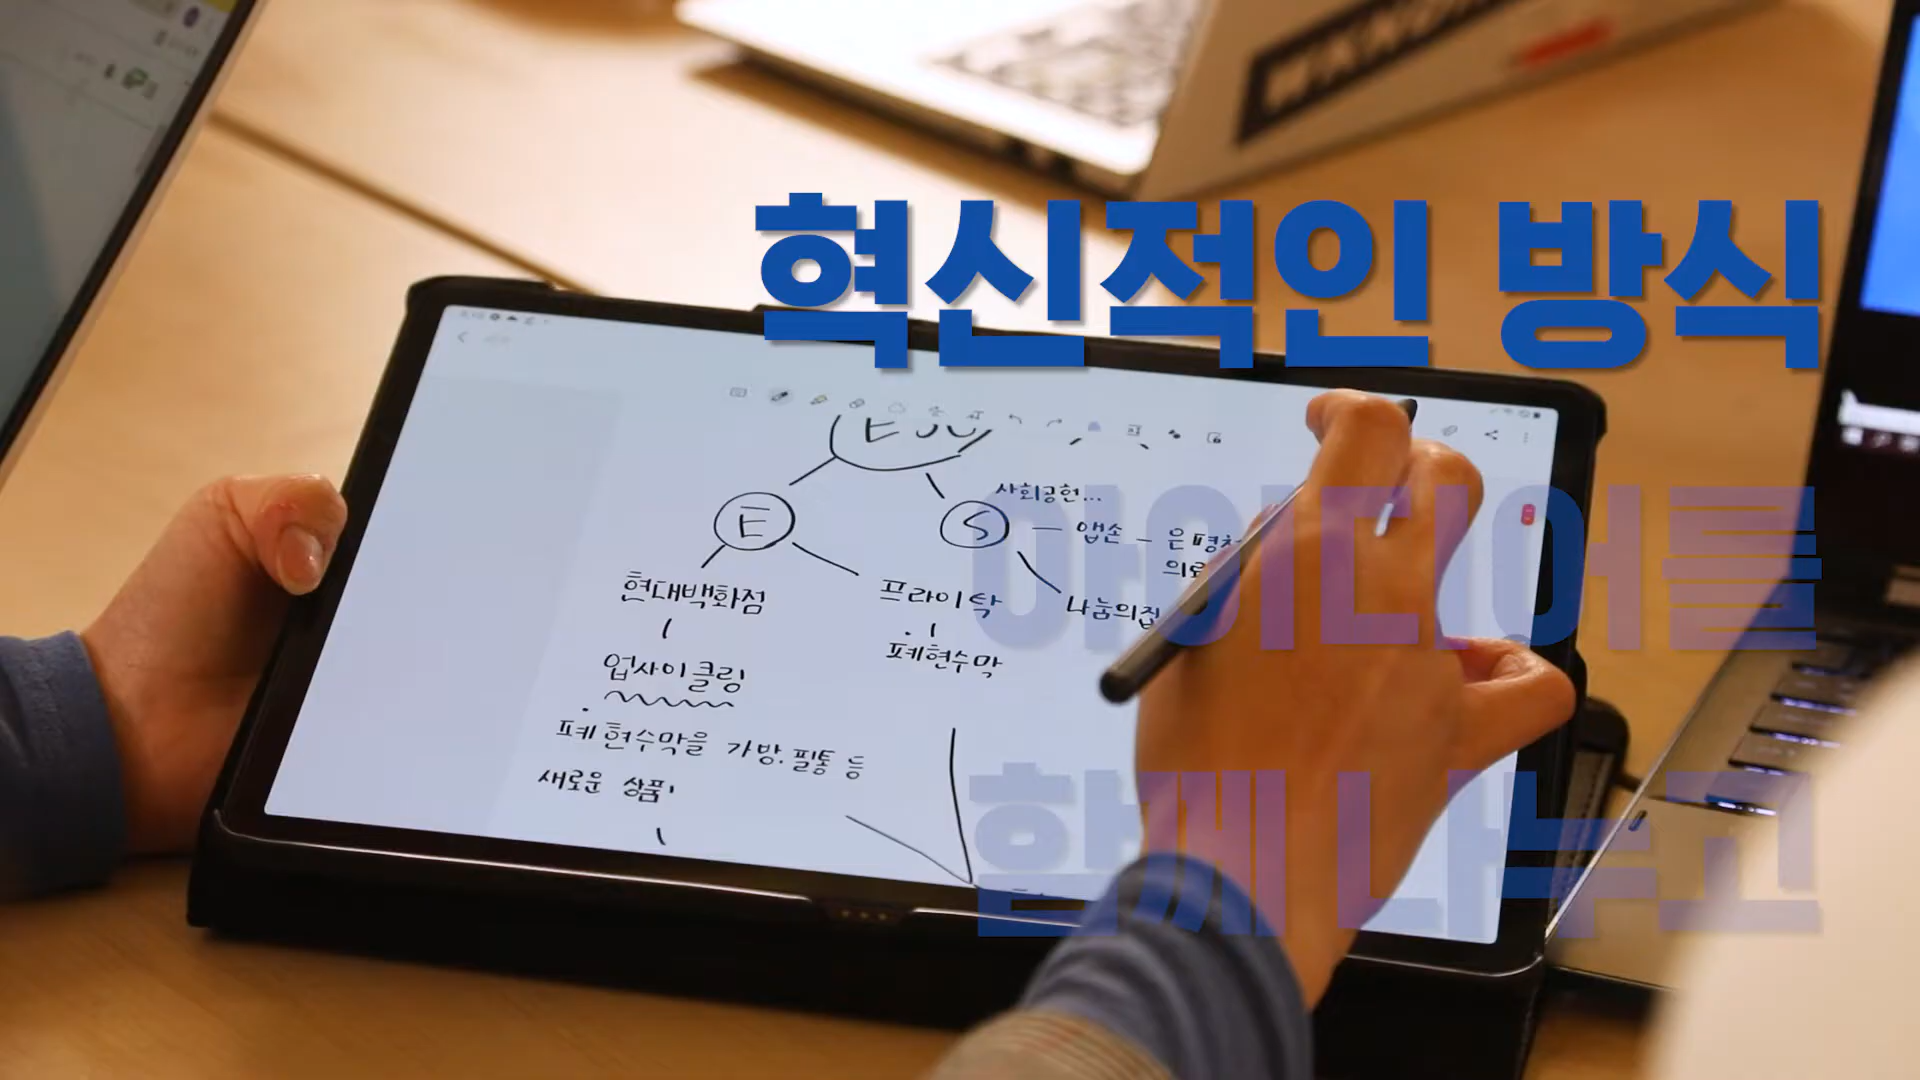 혁신적인 방식
아이디어를
함께 나누고
E
S
사회공헌...
앱손 - 은평천
의료
현대백화점
프라이탁
나눔의집
폐현수막
업사이클링
폐현수막을 가방.필통 등
새로운 상품!